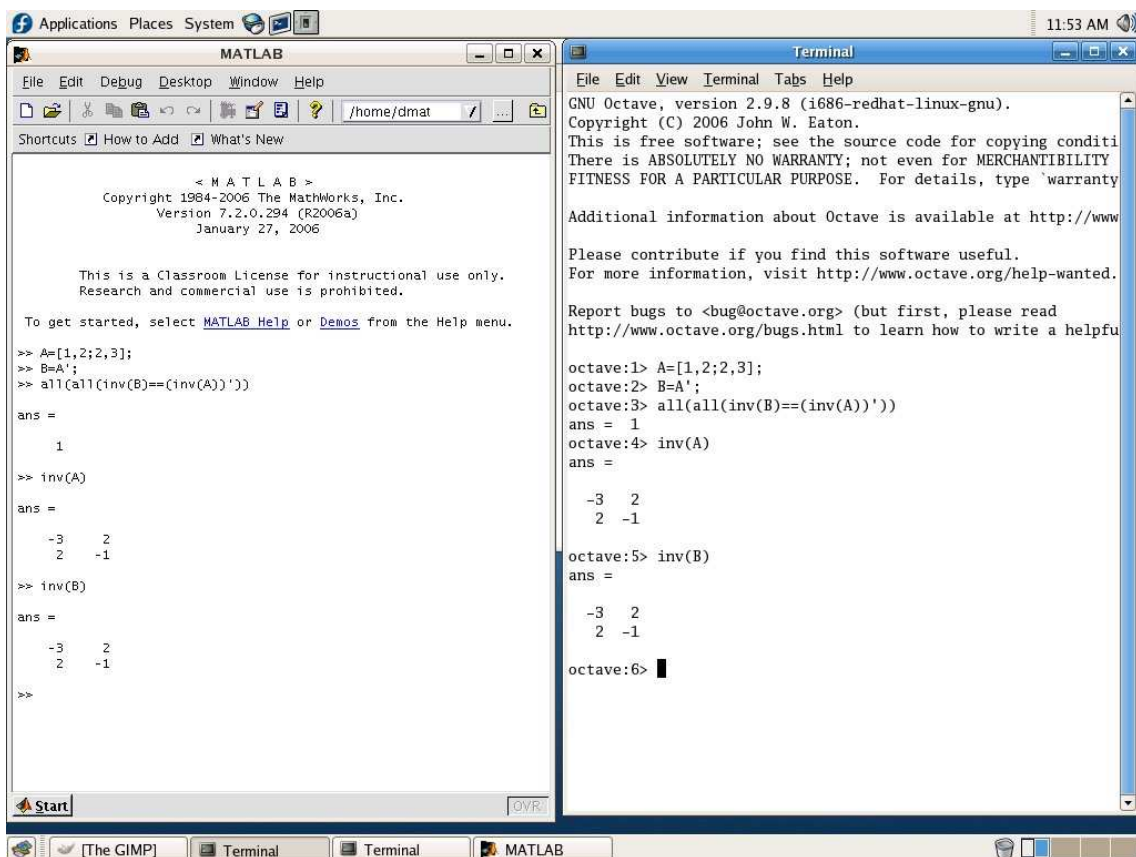 Applications Places System 11:53 AM
MATLAB
File Edit Debug Desktop Window Help
/home/dmat ...
Shortcuts How to Add What's New
< M A T L A B >
Copyright 1984-2006 The MathWorks, Inc.
Version 7.2.0.294 (R2006a)
January 27, 2006
This is a Classroom License for instructional use only.
Research and commercial use is prohibited.
To get started, select MATLAB Help or Demos from the Help menu.
>> A=[1,2;2,3];
>> B=A';
>> all(all(inv(B)==(inv(A))'))
ans =
1
>> inv(A)
ans =
-3 2
2 -1
>> inv(B)
ans =
-3 2
2 -1
>>
Start OVR
Terminal
File Edit View Terminal Tabs Help
GNU Octave, version 2.9.8 (i686-redhat-linux-gnu).
Copyright (C) 2006 John W. Eaton.
This is free software; see the source code for copying conditi
There is ABSOLUTELY NO WARRANTY; not even for MERCHANTIBILITY
FITNESS FOR A PARTICULAR PURPOSE.  For details, type `warranty
Additional information about Octave is available at http://www
Please contribute if you find this software useful.
For more information, visit http://www.octave.org/help-wanted.
Report bugs to <bug@octave.org> (but first, please read
http://www.octave.org/bugs.html to learn how to write a helpfu
octave:1> A=[1,2;2,3];
octave:2> B=A';
octave:3> all(all(inv(B)==(inv(A))'))
ans = 1
octave:4> inv(A)
ans =
-3 2
2 -1
octave:5> inv(B)
ans =
-3 2
2 -1
octave:6>
[The GIMP] Terminal Terminal MATLAB